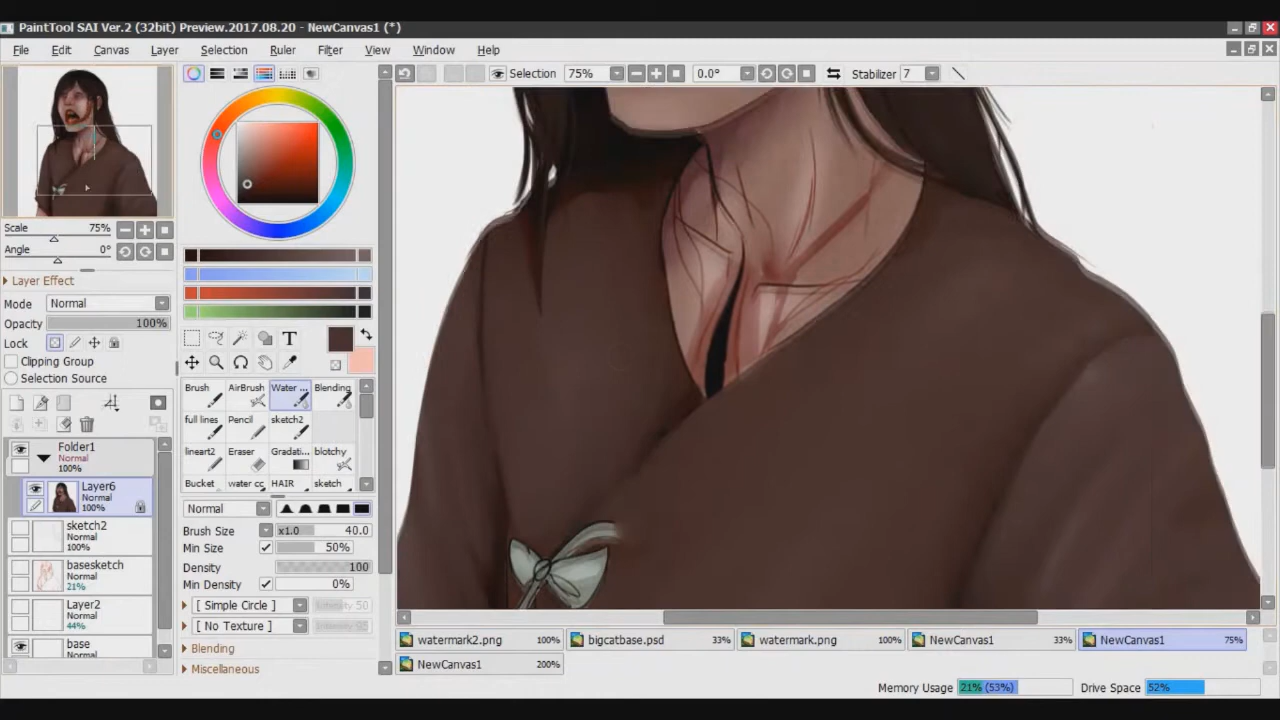 PaintTool SAI Ver.2 (32bit) Preview.2017.08.20 - NewCanvas1 (*)
File Edit Canvas Layer Selection Ruler Filter View Window Help
Selection 75% 0.0° Stabilizer 7
Scale 75%
Angle 0°
Layer Effect
Mode Normal
Opacity 100%
Lock
Clipping Group
Selection Source
Folder1
Normal
100%
Layer6
Normal
100%
sketch2
Normal
100%
basesketch
Normal
21%
Layer2
Normal
44%
base
Normal
T
Brush AirBrush Water ... Blending
full lines Pencil sketch2
lineart2 Eraser Gradati... blotchy
Bucket water cc HAIR sketch
Normal
Brush Size x1.0 40.0
Min Size 50%
Density 100
Min Density 0%
[ Simple Circle ] Intensity 50
[ No Texture ]
Blending
Miscellaneous
watermark2.png 100% bigcatbase.psd 33% watermark.png 100% NewCanvas1 33% NewCanvas1 75%
NewCanvas1 200%
Memory Usage 21% (53%) Drive Space 52%